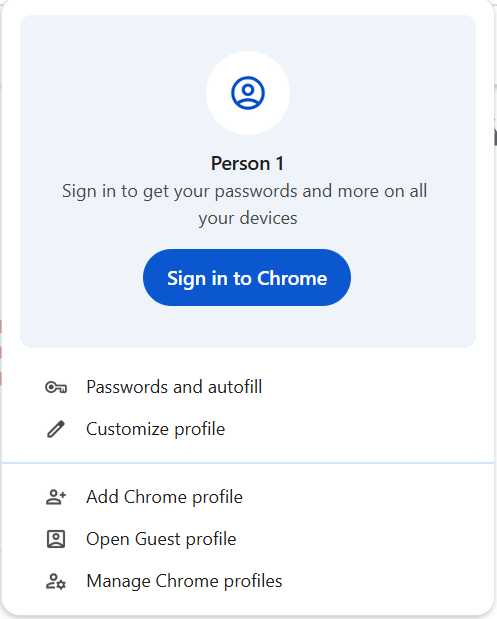 Person 1
Sign in to get your passwords and more on all
your devices
Sign in to Chrome
Passwords and autofill
Customize profile
Add Chrome profile
Open Guest profile
Manage Chrome profiles